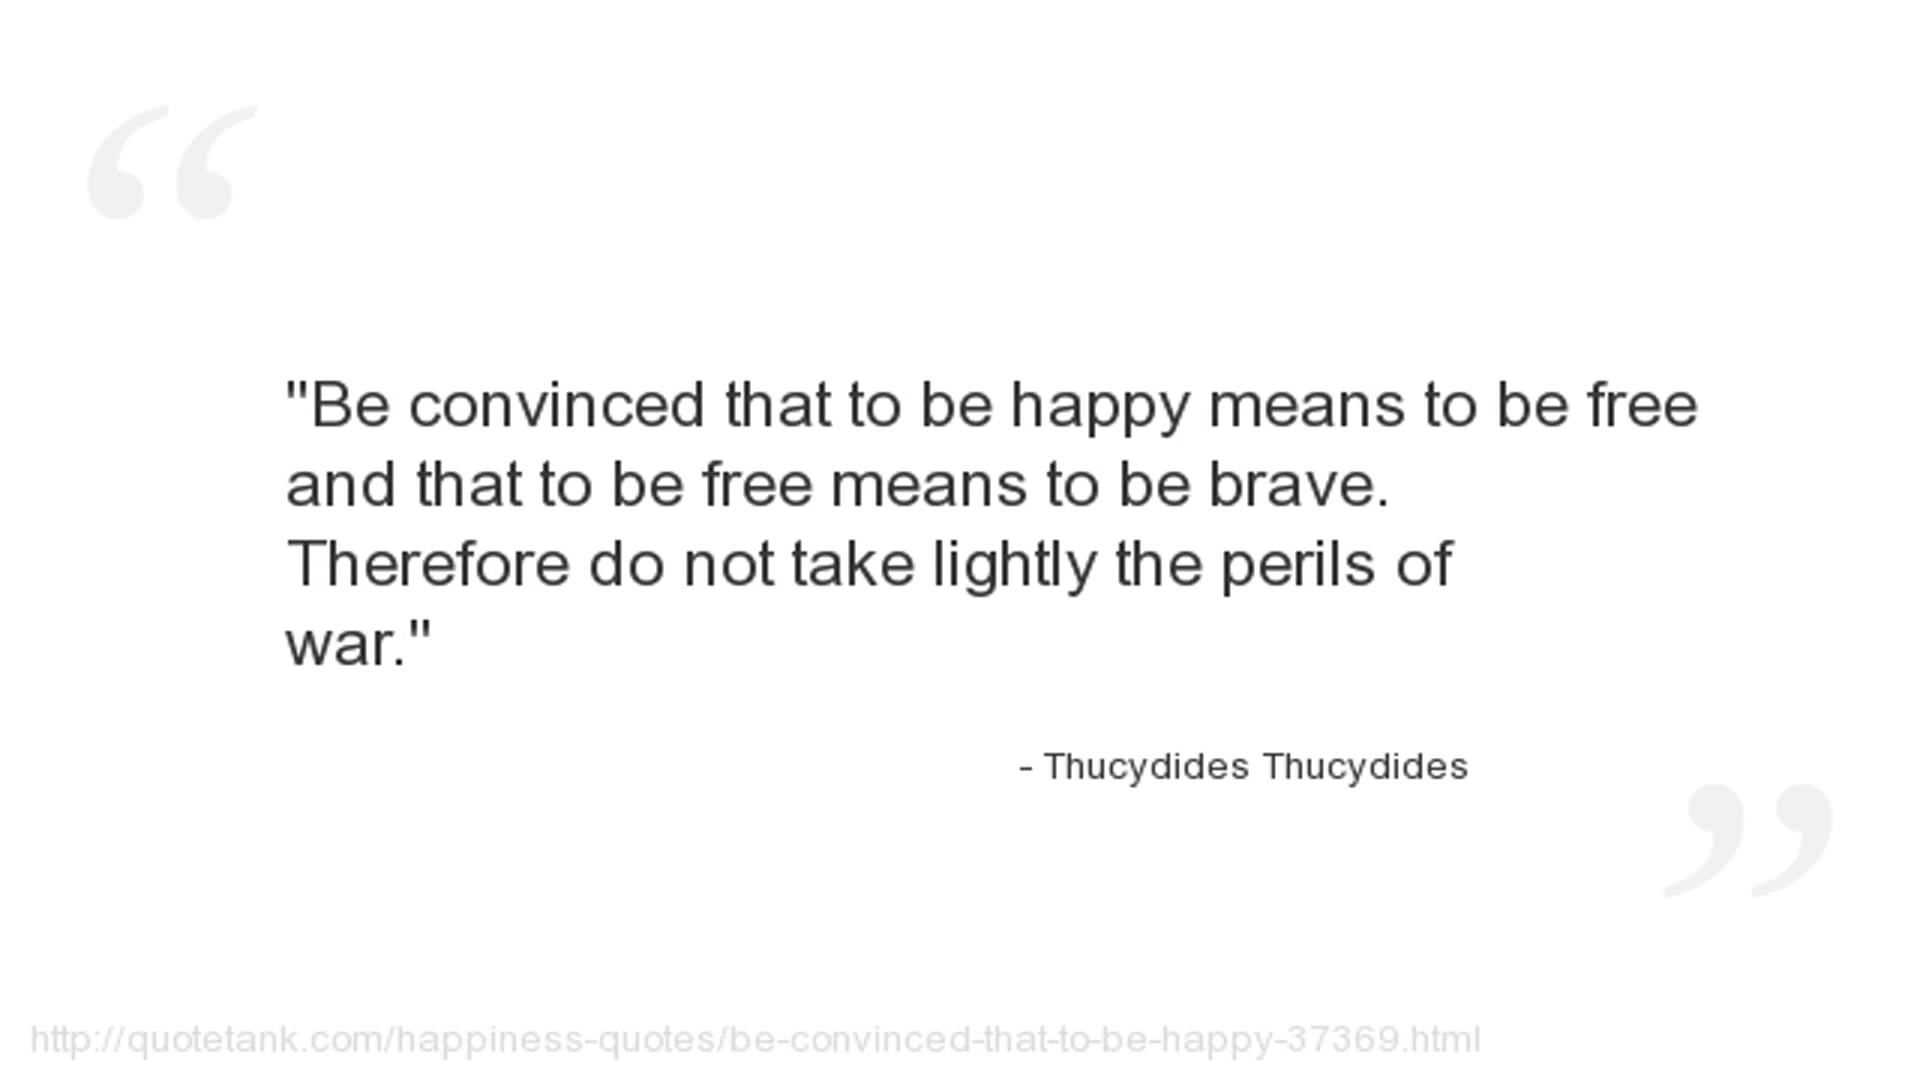 "Be convinced that to be happy means to be free
and that to be free means to be brave.
Therefore do not take lightly the perils of
war."
- Thucydides Thucydides
http://quotetank.com/happiness-quotes/be-convinced-that-to-be-happy-37369.html